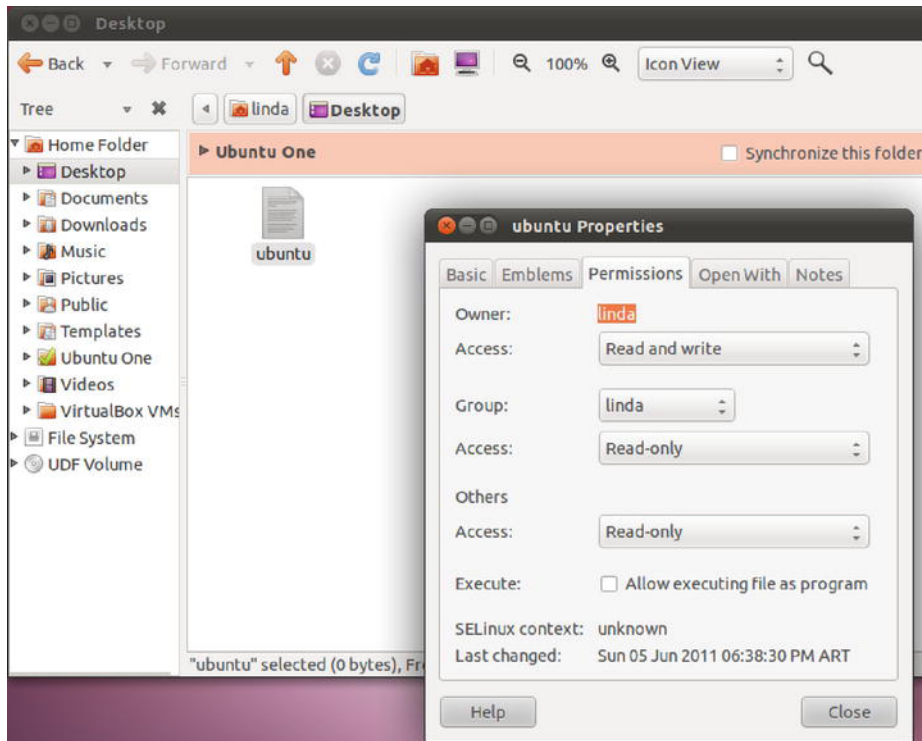 Desktop
Back Forward 100% Icon View
Tree linda Desktop
Home Folder
Desktop
Documents
Downloads
Music
Pictures
Public
Templates
Ubuntu One
Videos
VirtualBox VMs
File System
UDF Volume
Ubuntu One Synchronize this folder
ubuntu
"ubuntu" selected (0 bytes), Fr
ubuntu Properties
Basic Emblems Permissions Open With Notes
Owner: linda
Access: Read and write
Group: linda
Access: Read-only
Others
Access: Read-only
Execute: Allow executing file as program
SELinux context: unknown
Last changed: Sun 05 Jun 2011 06:38:30 PM ART
Help Close